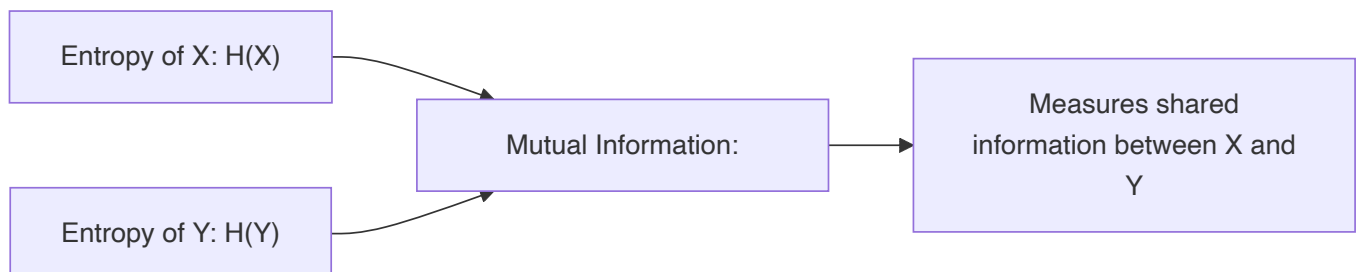 Entropy of X: H(X)
Mutual Information:
Measures shared
information between X and
Y
Entropy of Y: H(Y)